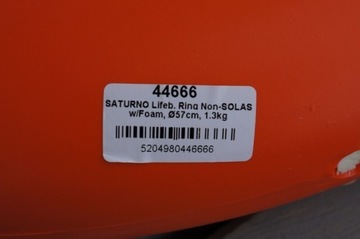 44666
SATURNO Lifeb. Ring Non-SOLAS
w/Foam, Ø57cm, 1.3kg
5204980446666